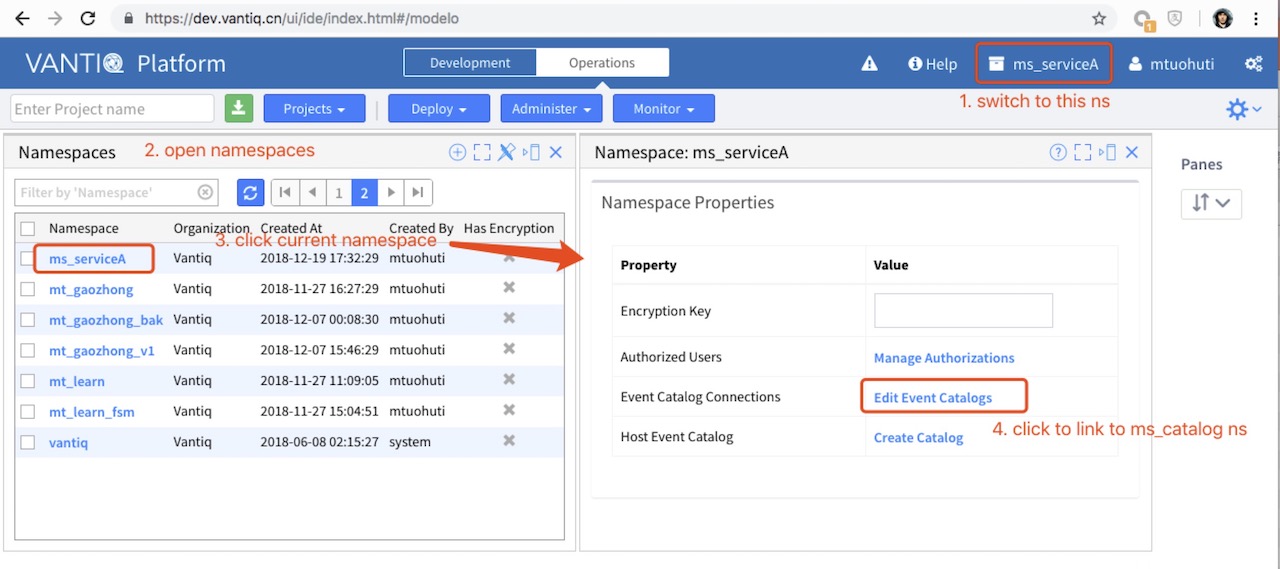 https://dev.vantiq.cn/ui/ide/index.html#/modelo
1
VANTIQ Platform
Development
Operations
Help
ms_serviceA
mtuohuti
1. switch to this ns
Enter Project name
Projects
Deploy
Administer
Monitor
Namespaces
2. open namespaces
Filter by 'Namespace'
1
2
Namespace Organization Created At Created By Has Encryption
3. click current namespace
ms_serviceA Vantiq 2018-12-19 17:32:29 mtuohuti
mt_gaozhong Vantiq 2018-11-27 16:27:29 mtuohuti
mt_gaozhong_bak Vantiq 2018-12-07 00:08:30 mtuohuti
mt_gaozhong_v1 Vantiq 2018-12-07 15:46:29 mtuohuti
mt_learn Vantiq 2018-11-27 11:09:05 mtuohuti
mt_learn_fsm Vantiq 2018-11-27 15:04:51 mtuohuti
vantiq Vantiq 2018-06-08 02:15:27 system
Namespace: ms_serviceA
Namespace Properties
Property Value
Encryption Key
Authorized Users Manage Authorizations
Event Catalog Connections Edit Event Catalogs
Host Event Catalog Create Catalog
4. click to link to ms_catalog ns
Panes